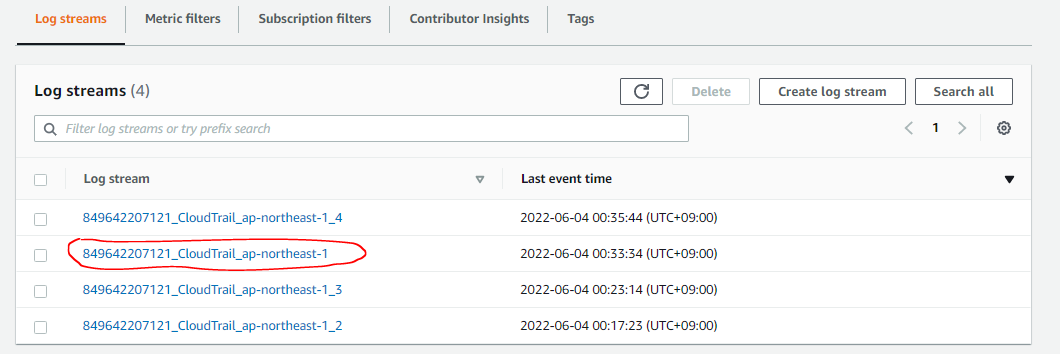 Log streams Metric filters Subscription filters Contributor Insights Tags
Log streams (4) Delete Create log stream Search all
Filter log streams or try prefix search 1
Log stream Last event time
849642207121_CloudTrail_ap-northeast-1_4 2022-06-04 00:35:44 (UTC+09:00)
849642207121_CloudTrail_ap-northeast-1 2022-06-04 00:33:34 (UTC+09:00)
849642207121_CloudTrail_ap-northeast-1_3 2022-06-04 00:23:14 (UTC+09:00)
849642207121_CloudTrail_ap-northeast-1_2 2022-06-04 00:17:23 (UTC+09:00)